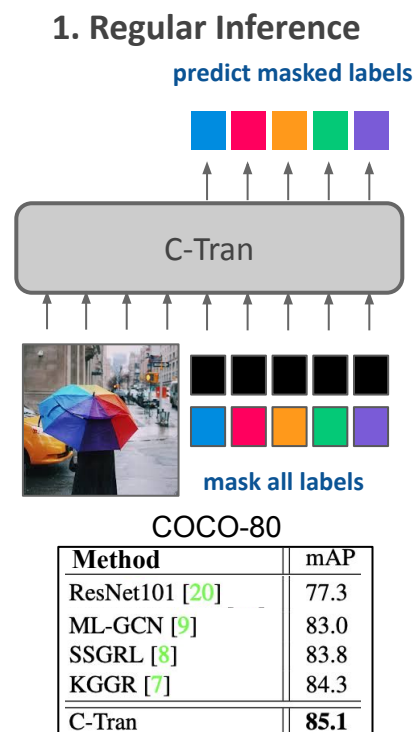 1. Regular Inference
predict masked labels
C-Tran
mask all labels
COCO-80
Method mAP
ResNet101 [20] 77.3
ML-GCN [9] 83.0
SSGRL [8] 83.8
KGGR [7] 84.3
C-Tran 85.1